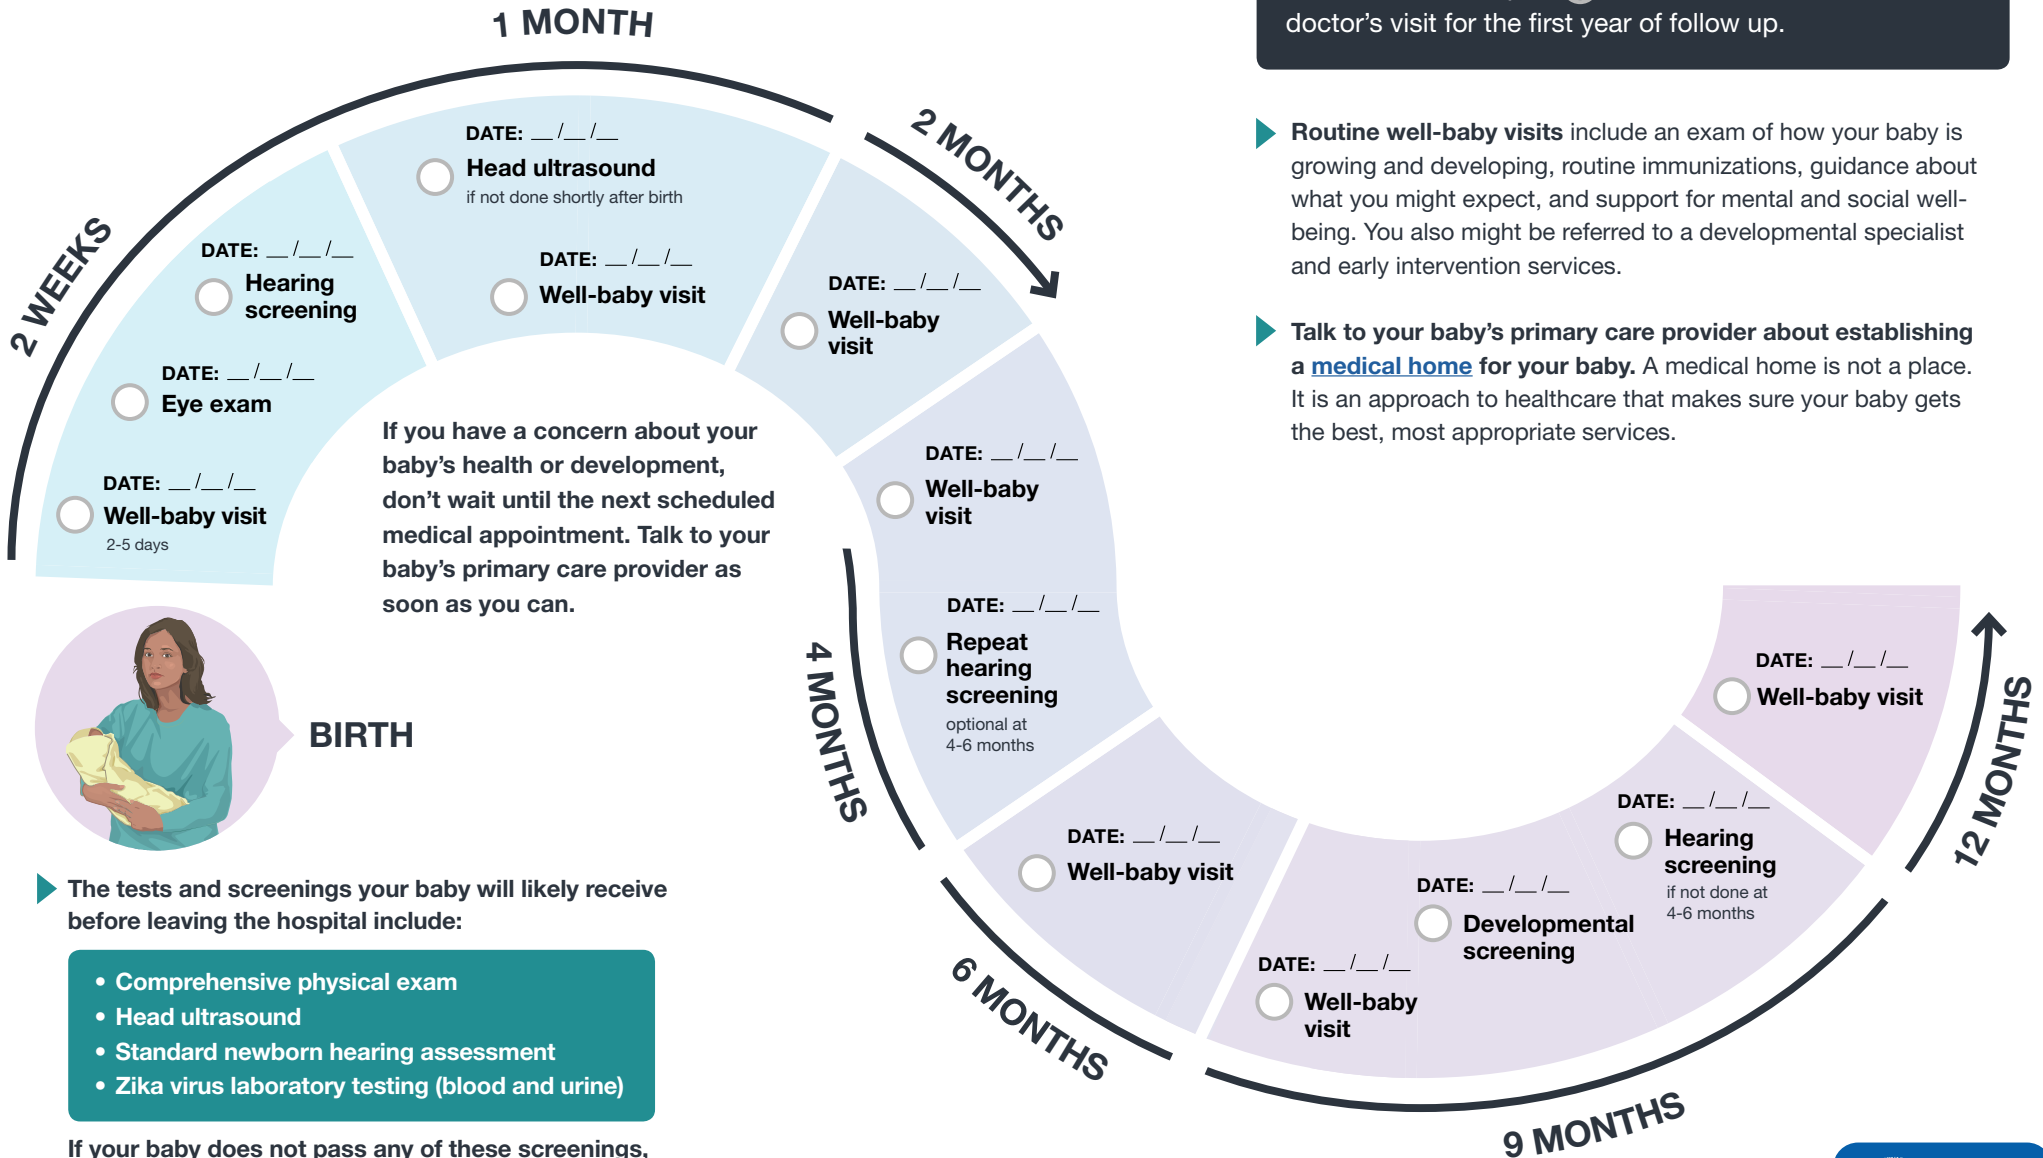 1 MONTH
2 MONTHS
2 WEEKS
doctor's visit for the first year of follow up.
DATE: __ /__ /__
Head ultrasound
if not done shortly after birth
DATE: __ /__ /__
Well-baby visit
DATE: __ /__ /__
Hearing
screening
DATE: __ /__ /__
Eye exam
DATE: __ /__ /__
Well-baby visit
2-5 days
DATE: __ /__ /__
Well-baby
visit
Routine well-baby visits include an exam of how your baby is
growing and developing, routine immunizations, guidance about
what you might expect, and support for mental and social well-
being. You also might be referred to a developmental specialist
and early intervention services.
Talk to your baby's primary care provider about establishing
a medical home for your baby. A medical home is not a place.
It is an approach to healthcare that makes sure your baby gets
the best, most appropriate services.
If you have a concern about your
baby's health or development,
don't wait until the next scheduled
medical appointment. Talk to your
baby's primary care provider as
soon as you can.
DATE: __ /__ /__
Well-baby
visit
DATE: __ /__ /__
Repeat
hearing
screening
optional at
4-6 months
4 MONTHS
BIRTH
DATE: __ /__ /__
Well-baby visit
6 MONTHS
DATE: __ /__ /__
Well-baby
visit
DATE: __ /__ /__
Developmental
screening
DATE: __ /__ /__
Hearing
screening
if not done at
4-6 months
9 MONTHS
DATE: __ /__ /__
Well-baby visit
12 MONTHS
The tests and screenings your baby will likely receive
before leaving the hospital include:
• Comprehensive physical exam
• Head ultrasound
• Standard newborn hearing assessment
• Zika virus laboratory testing (blood and urine)
If your baby does not pass any of these screenings,